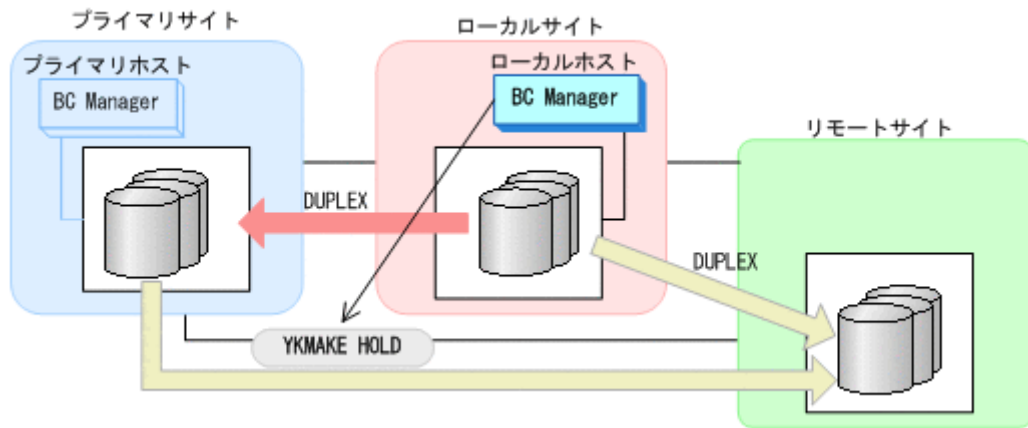 プライマリサイト
プライマリホスト
BC Manager
ローカルサイト
ローカルホスト
BC Manager
リモートサイト
DUPLEX
DUPLEX
YKMAKE HOLD